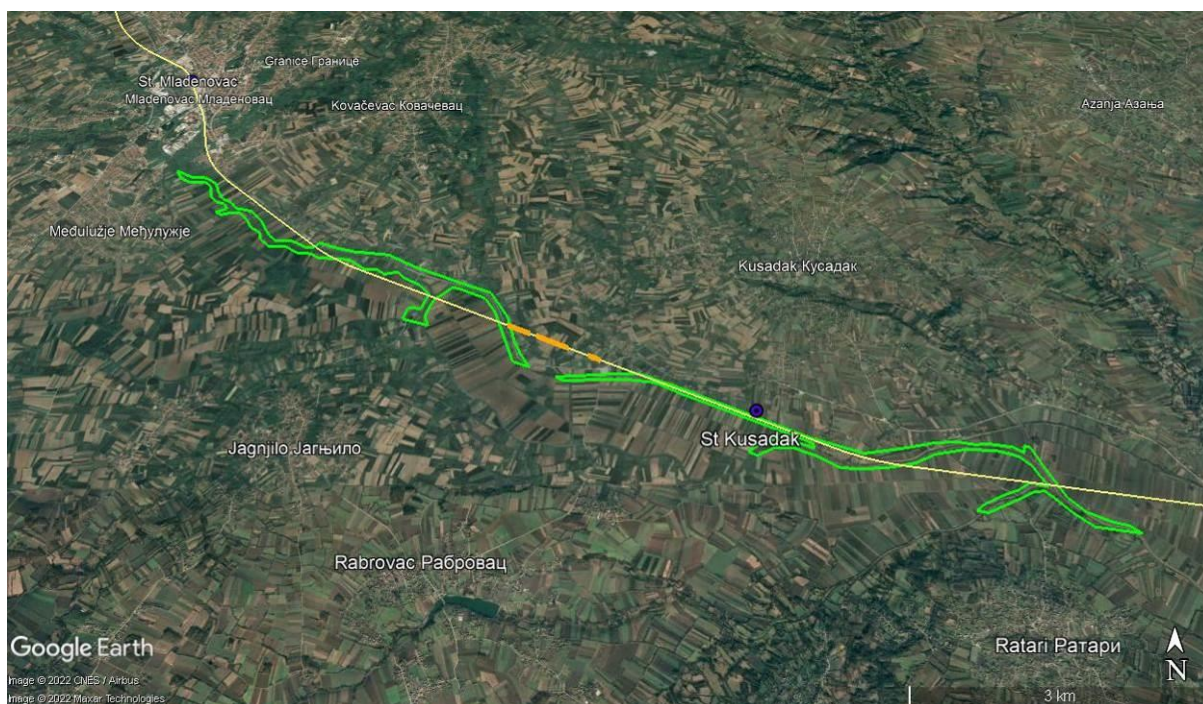 Granice Границе
St Mladenovac
Mladenovac Младеновац
Kovačevac Ковачевац
Azanja Азања
Međulužje Међулужје
Kusadak Кусадак
St Kusadak
Jagnjilo Јагњило
Rabrovac Рабровац
Ratari Ратари
Google Earth
N
Image © 2022 CNES / Airbus
Image © 2022 Maxar Technologies
3 km